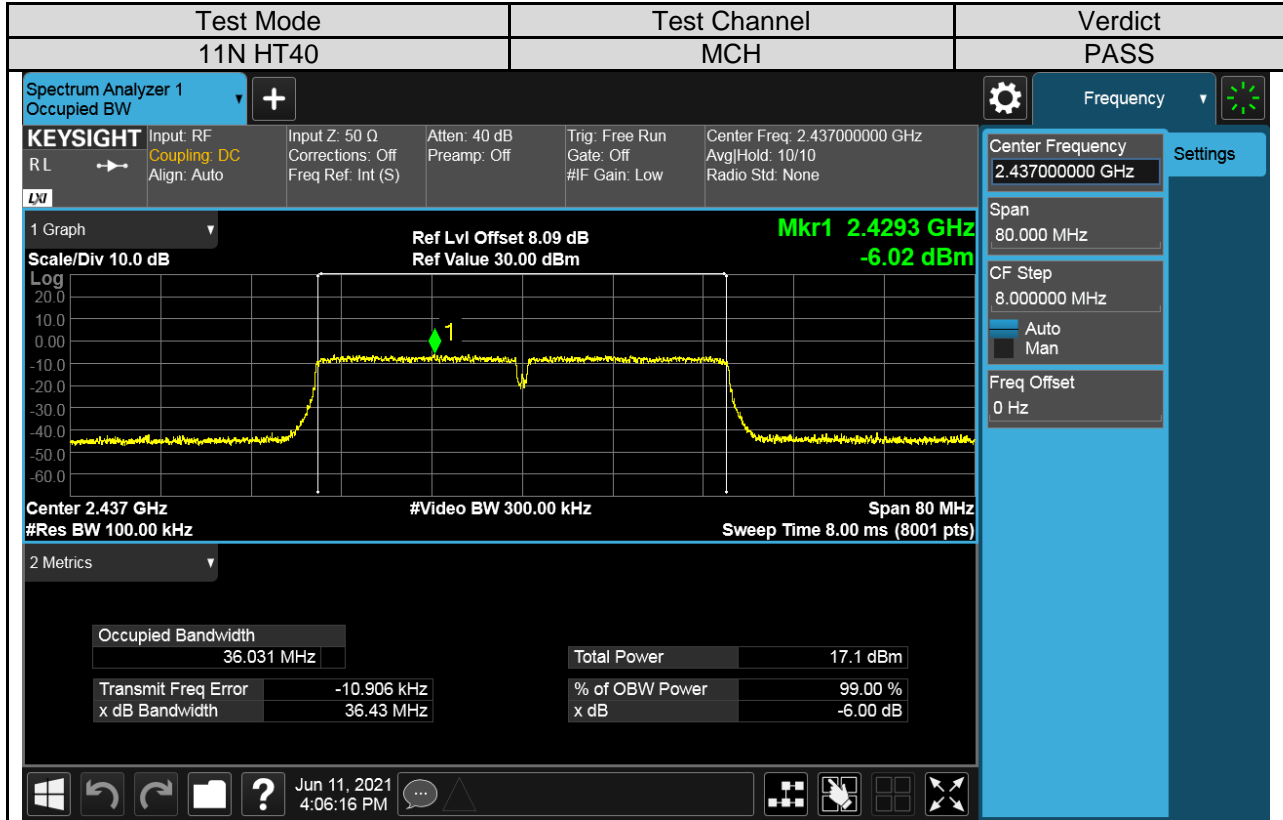 Test Mode Test Channel Verdict
11N HT40 MCH PASS
Spectrum Analyzer 1
Occupied BW
Frequency
KEYSIGHT
R L
LXI
Input: RF
Coupling: DC
Align: Auto
Input Z: 50 Ω
Corrections: Off
Freq Ref: Int (S)
Atten: 40 dB
Preamp: Off
Trig: Free Run
Gate: Off
#IF Gain: Low
Center Freq: 2.437000000 GHz
Avg|Hold: 10/10
Radio Std: None
Center Frequency
2.437000000 GHz
Settings
Span
80.000 MHz
CF Step
8.000000 MHz
Auto
Man
Freq Offset
0 Hz
1 Graph
Scale/Div 10.0 dB
Ref Lvl Offset 8.09 dB
Ref Value 30.00 dBm
Mkr1 2.4293 GHz
-6.02 dBm
Log
20.0
10.0
0.00
-10.0
-20.0
-30.0
-40.0
-50.0
-60.0
1
Center 2.437 GHz #Video BW 300.00 kHz Span 80 MHz
#Res BW 100.00 kHz Sweep Time 8.00 ms (8001 pts)
2 Metrics
Occupied Bandwidth
36.031 MHz
Total Power 17.1 dBm
Transmit Freq Error -10.906 kHz
% of OBW Power 99.00 %
x dB Bandwidth 36.43 MHz
x dB -6.00 dB
?
Jun 11, 2021
4:06:16 PM